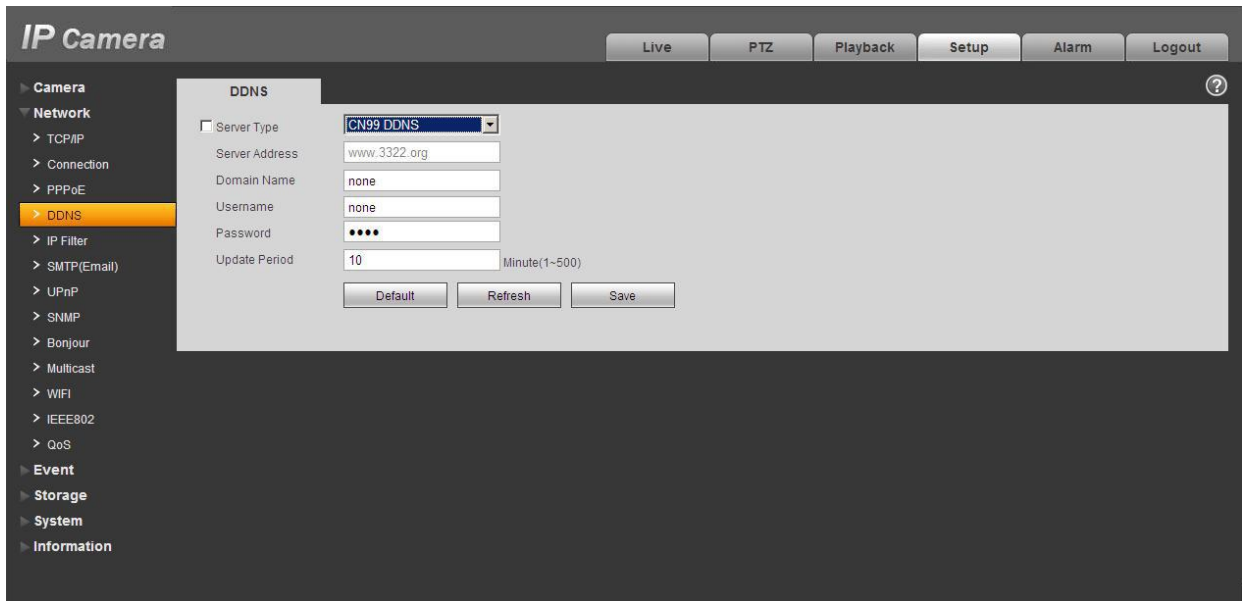 IP Camera
Live PTZ Playback Setup Alarm Logout
Camera
Network
> TCP/IP
> Connection
> PPPoE
> DDNS
> IP Filter
> SMTP(Email)
> UPnP
> SNMP
> Bonjour
> Multicast
> WIFI
> IEEE802
> QoS
Event
Storage
System
Information
DDNS
?
Server Type CN99 DDNS
Server Address www.3322.org
Domain Name none
Username none
Password ••••
Update Period 10 Minute(1~500)
Default Refresh Save